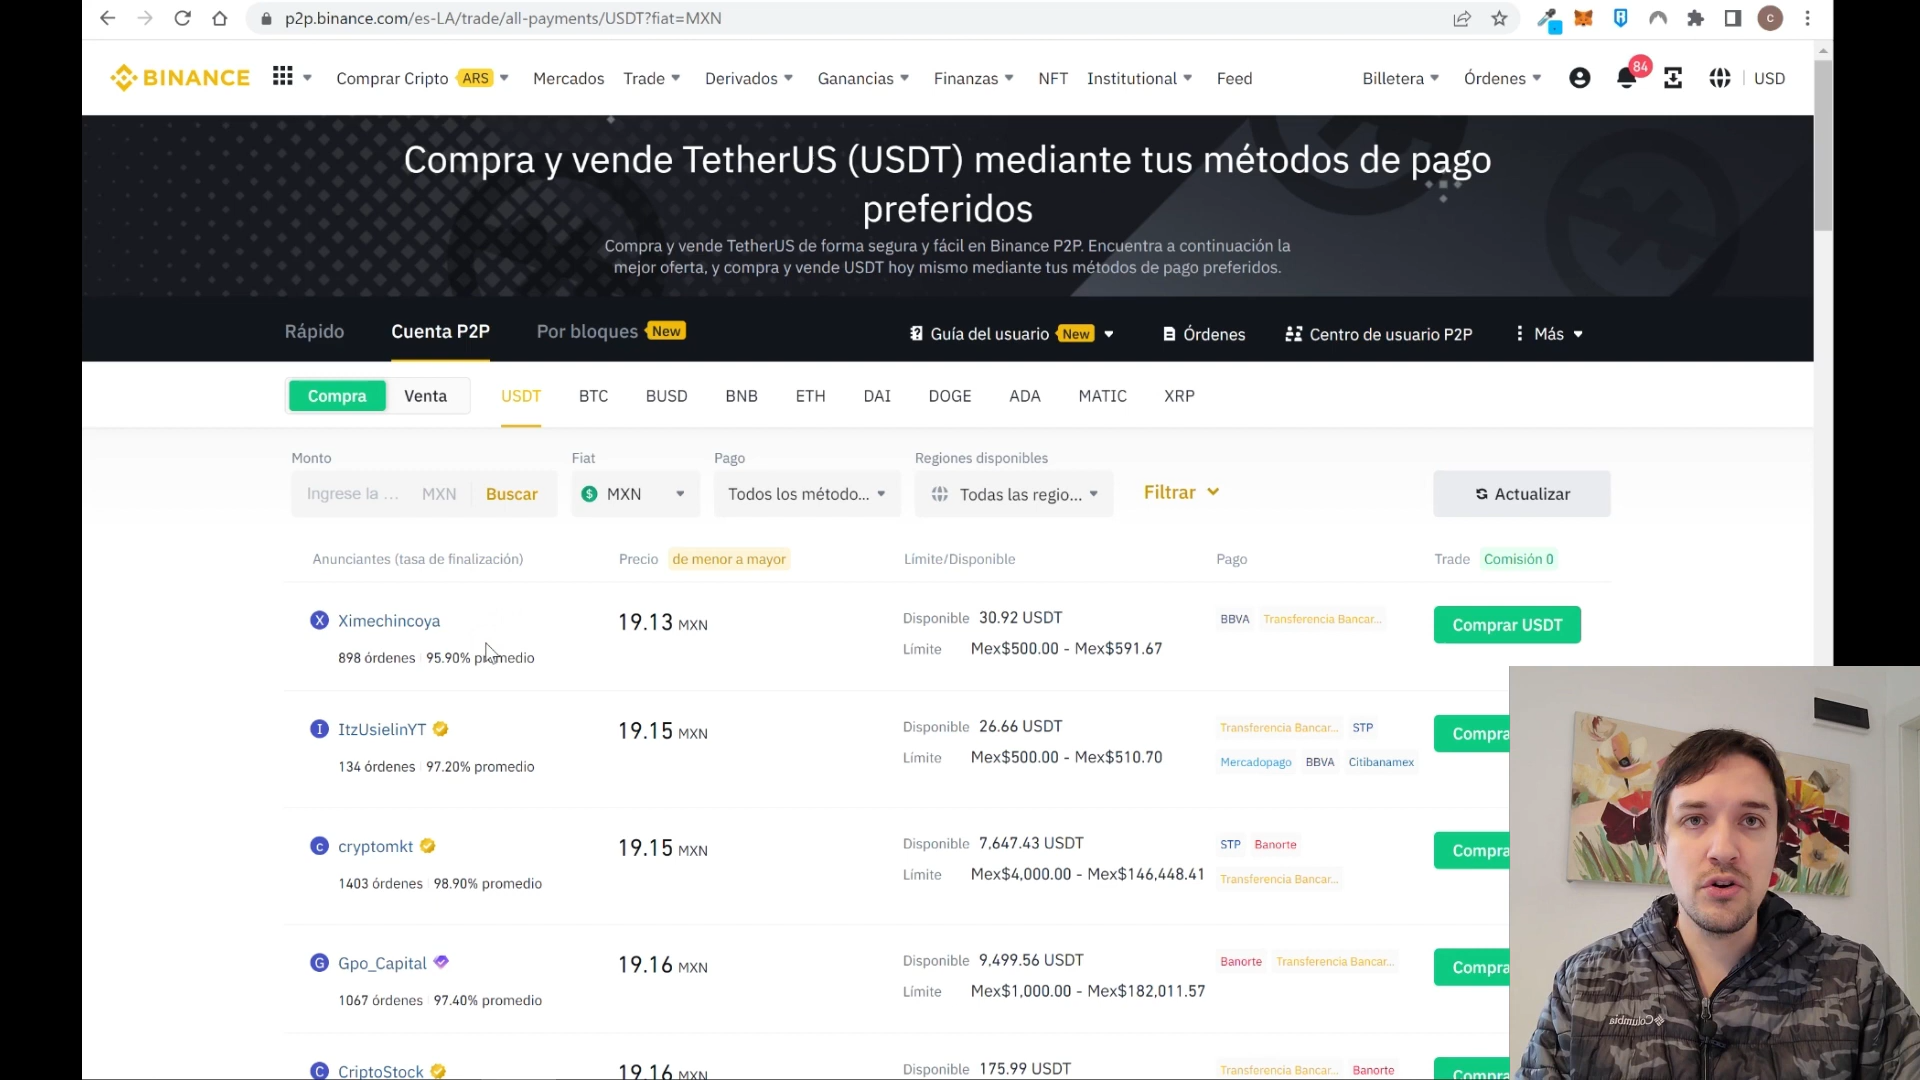 p2p.binance.com/es-LA/trade/all-payments/USDT?fiat=MXN
C
BINANCE Comprar Cripto ARS Mercados Trade Derivados Ganancias Finanzas NFT Institutional Feed Billetera Órdenes 84 USD
Compra y vende TetherUS (USDT) mediante tus métodos de pago
preferidos
Compra y vende TetherUS de forma segura y fácil en Binance P2P. Encuentra a continuación la
mejor oferta, y compra y vende USDT hoy mismo mediante tus métodos de pago preferidos.
Rápido Cuenta P2P Por bloques New Guía del usuario New Órdenes Centro de usuario P2P Más
Compra Venta USDT BTC BUSD BNB ETH DAI DOGE ADA MATIC XRP
Monto Fiat Pago Regiones disponibles
Ingrese la ... MXN Buscar $ MXN Todos los método... Todas las regio... Filtrar Actualizar
Anunciantes (tasa de finalización) Precio de menor a mayor Límite/Disponible Pago Trade Comisión 0
X Ximechincoya 19.13 MXN Disponible 30.92 USDT BBVA Transferencia Bancar... Comprar USDT
898 órdenes 95.90% promedio Límite Mex$500.00 - Mex$591.67
I ItzUsielinYT 19.15 MXN Disponible 26.66 USDT Transferencia Bancar... STP Compra
134 órdenes 97.20% promedio Límite Mex$500.00 - Mex$510.70 Mercadopago BBVA Citibanamex
c cryptomkt 19.15 MXN Disponible 7,647.43 USDT STP Banorte Compra
1403 órdenes 98.90% promedio Límite Mex$4,000.00 - Mex$146,448.41 Transferencia Bancar...
G Gpo_Capital 19.16 MXN Disponible 9,499.56 USDT Banorte Transferencia Bancar... Compra
1067 órdenes 97.40% promedio Límite Mex$1,000.00 - Mex$182,011.57
C CriptoStock 19.16 MXN Disponible 175.99 USDT Transferencia Bancar... Banorte Compra
Columbia